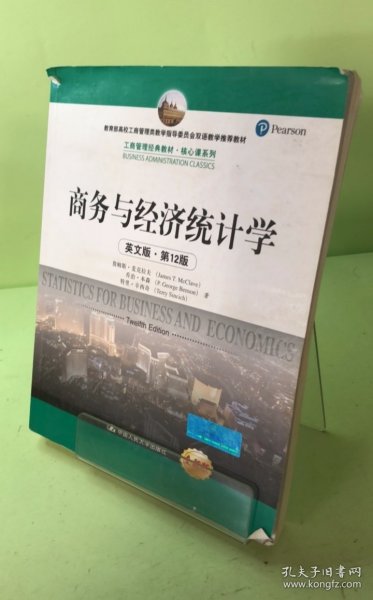 教育部高校工商管理类教学指导委员会双语教学推荐教材
Pearson
工商管理经典教材·核心课系列
BUSINESS ADMINISTRATION CLASSICS
商务与经济统计学
英文版·第12版
詹姆斯·麦克拉夫 (James T. McClave)
乔治·本森 (P. George Benson) 著
特里·辛西奇 (Terry Sincich)
STATISTICS FOR BUSINESS AND ECONOMICS
Twelfth Edition
中国人民大学出版社
孔夫子旧书网
www.kongfz.com